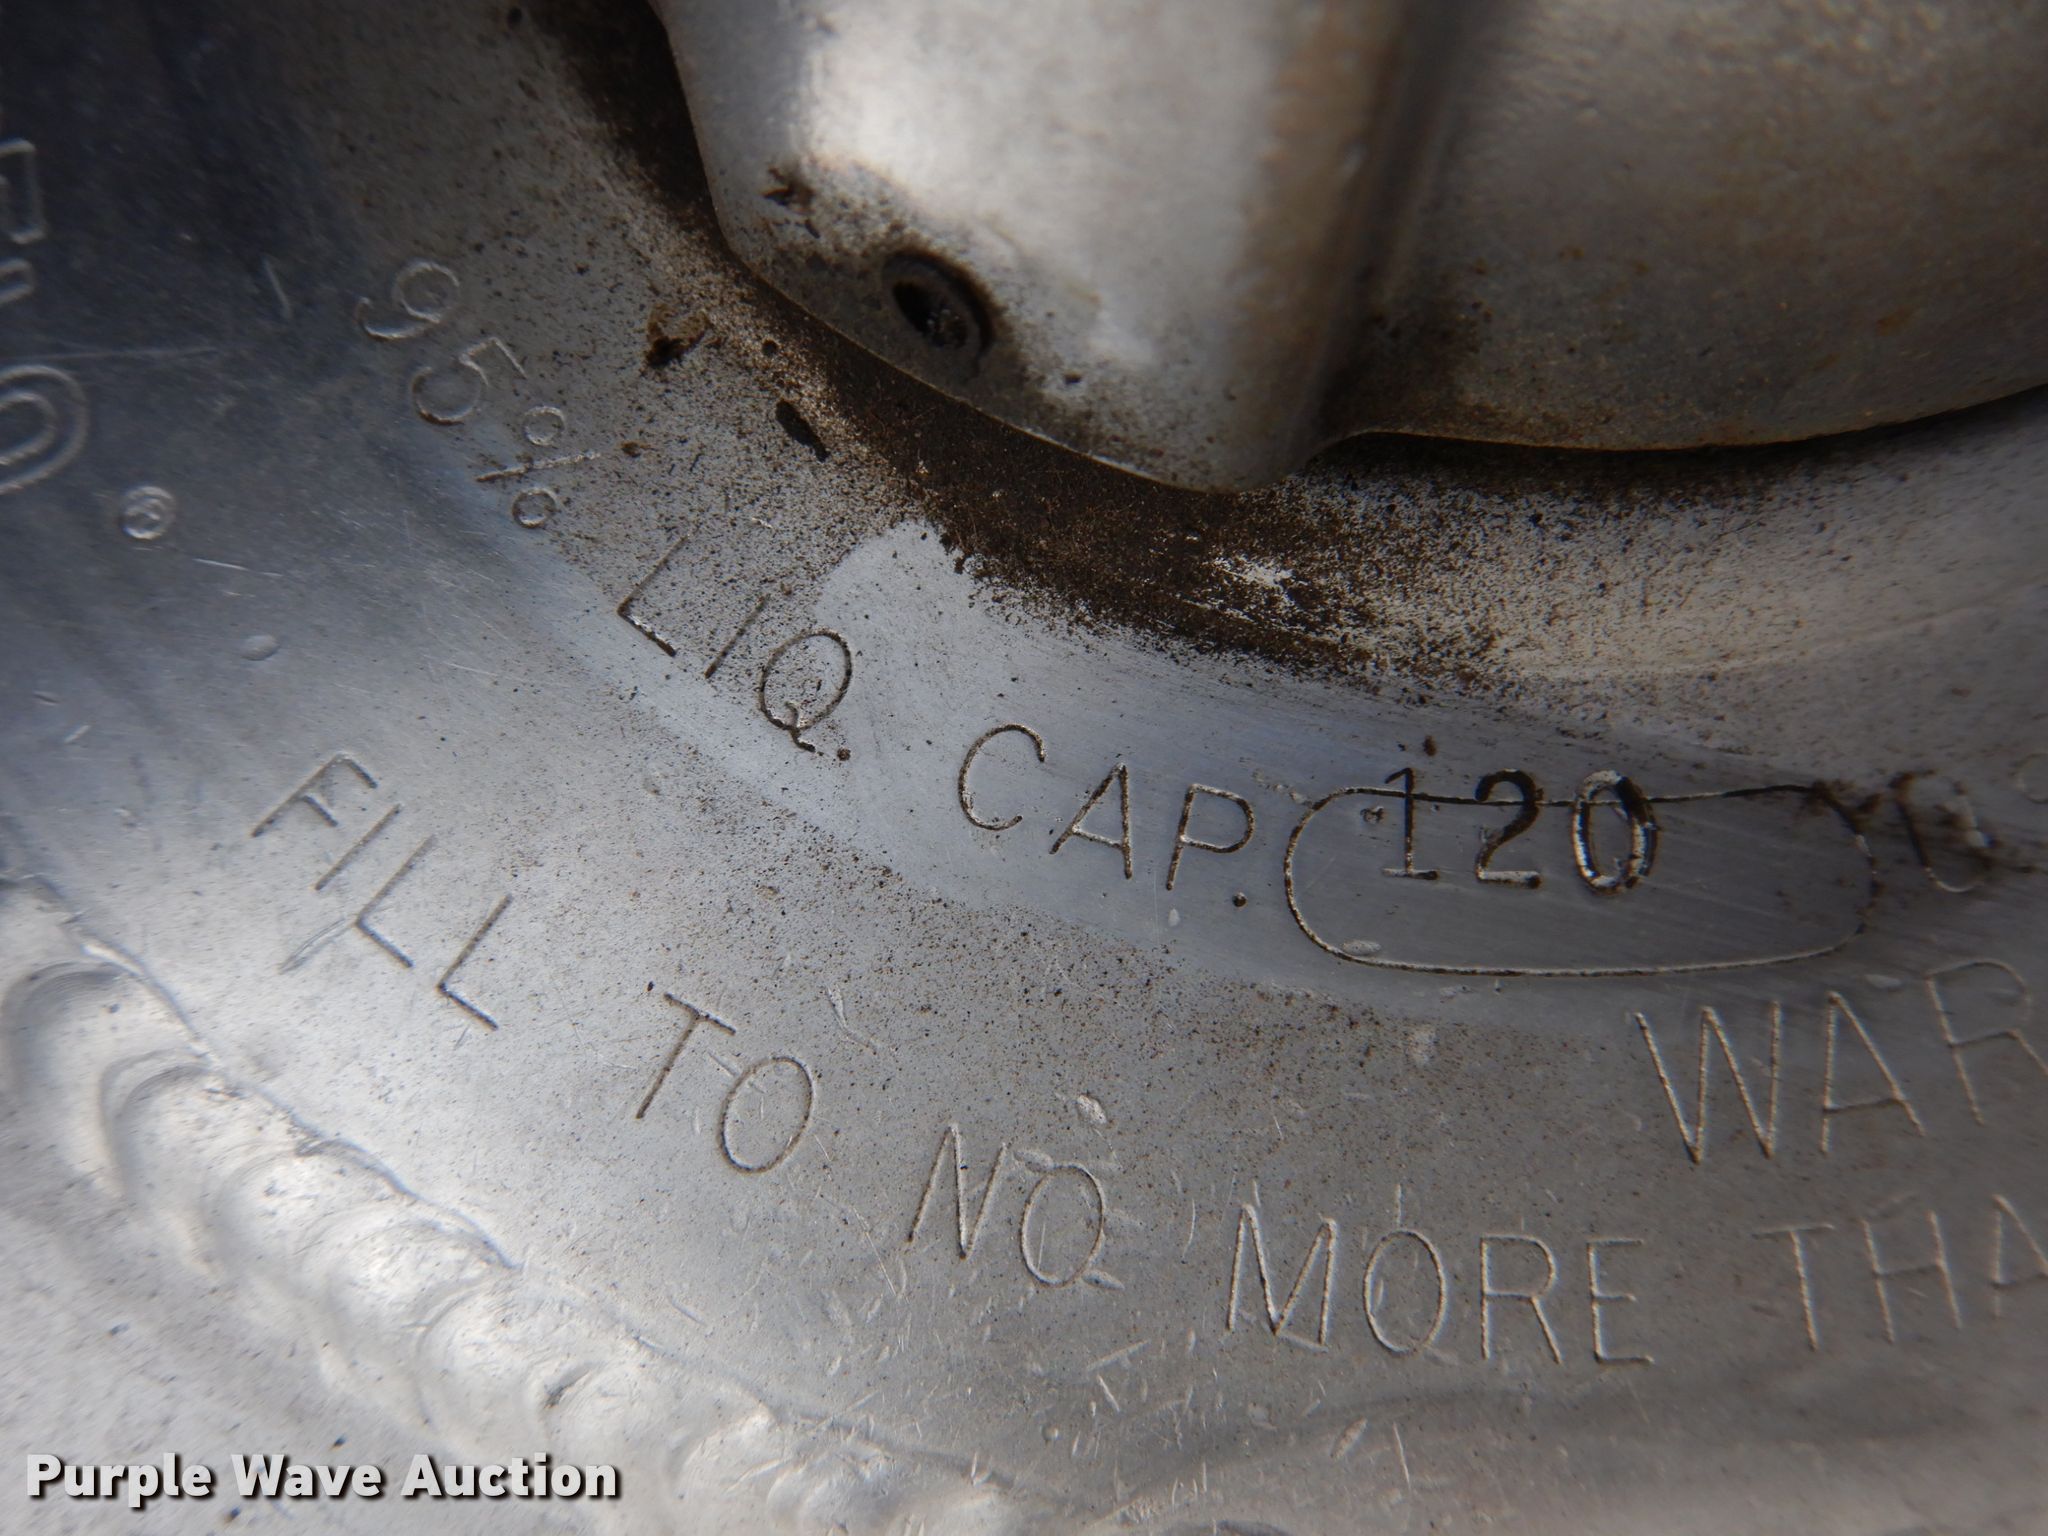 95% LIQ. CAP. 120 U.
WAR
FILL TO NO MORE THA
Purple Wave Auction